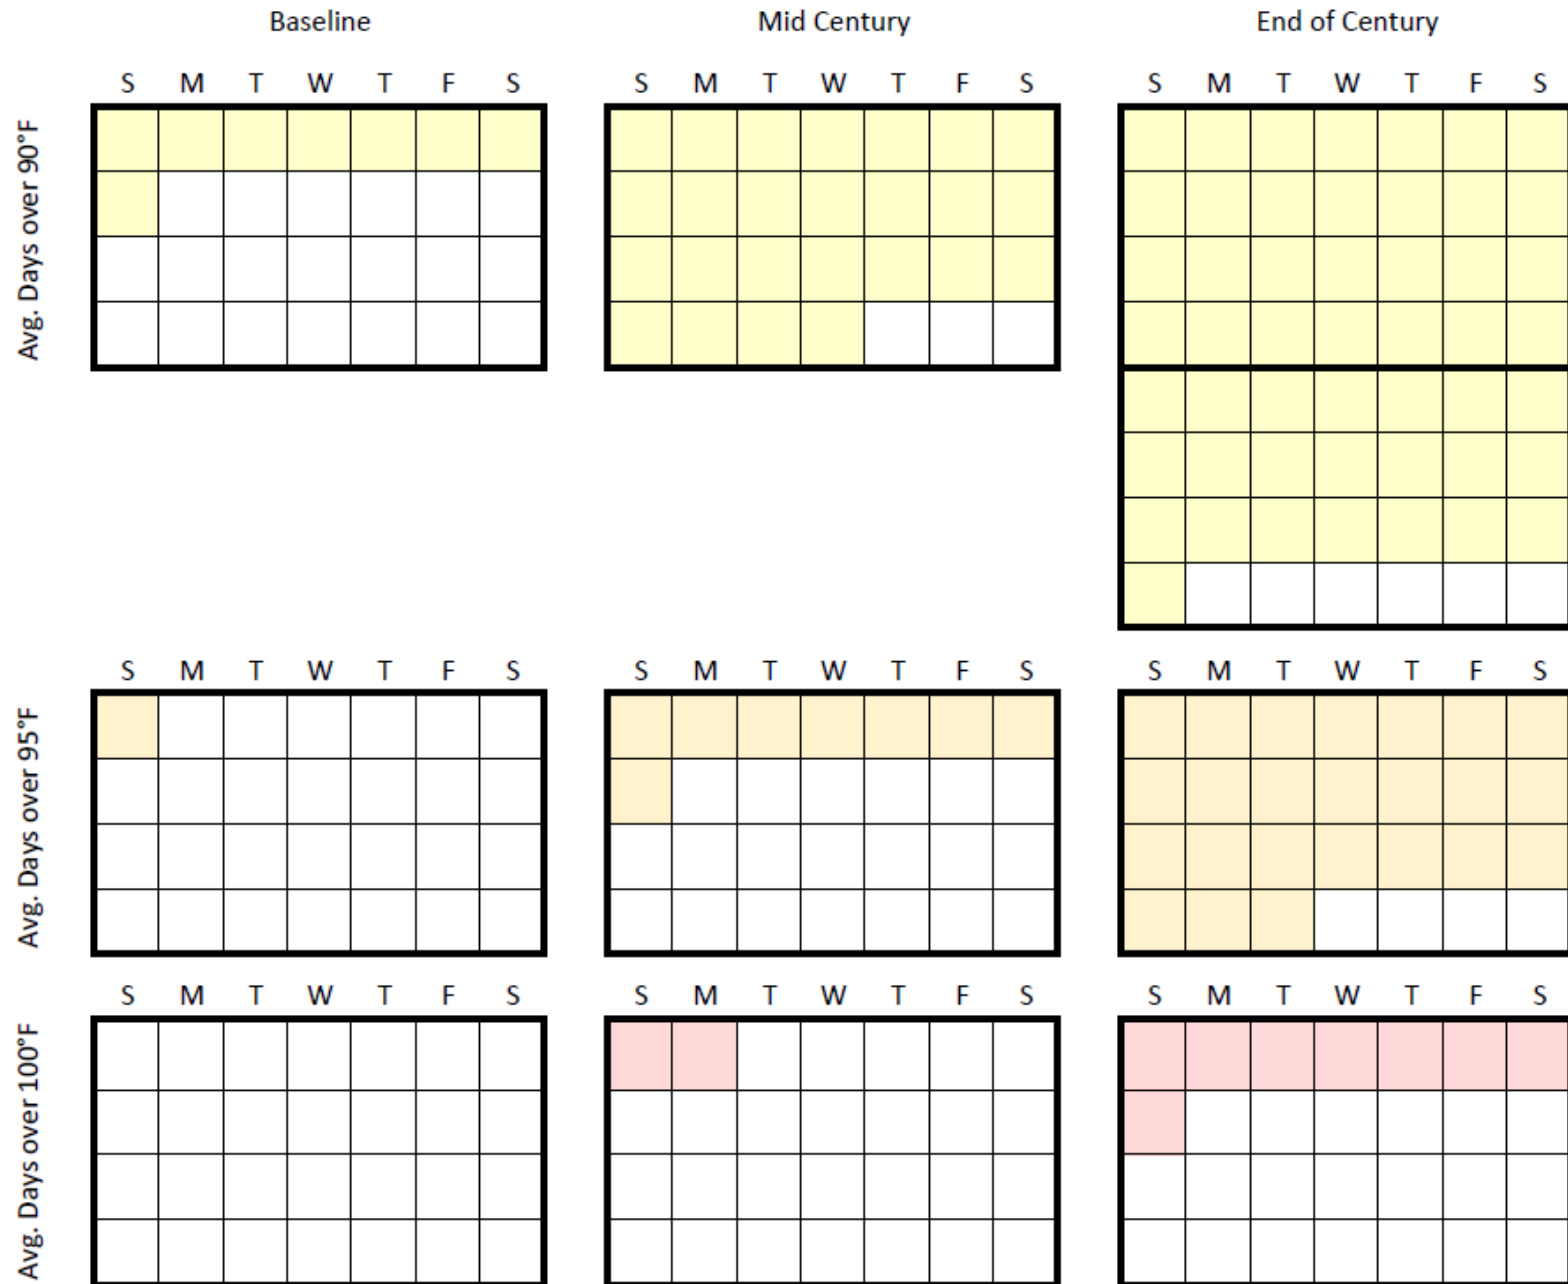 Baseline Mid Century End of Century
S M T W T F S S M T W T F S S M T W T F S
Avg. Days over 90°F
S M T W T F S S M T W T F S S M T W T F S
Avg. Days over 95°F
S M T W T F S S M T W T F S S M T W T F S
Avg. Days over 100°F